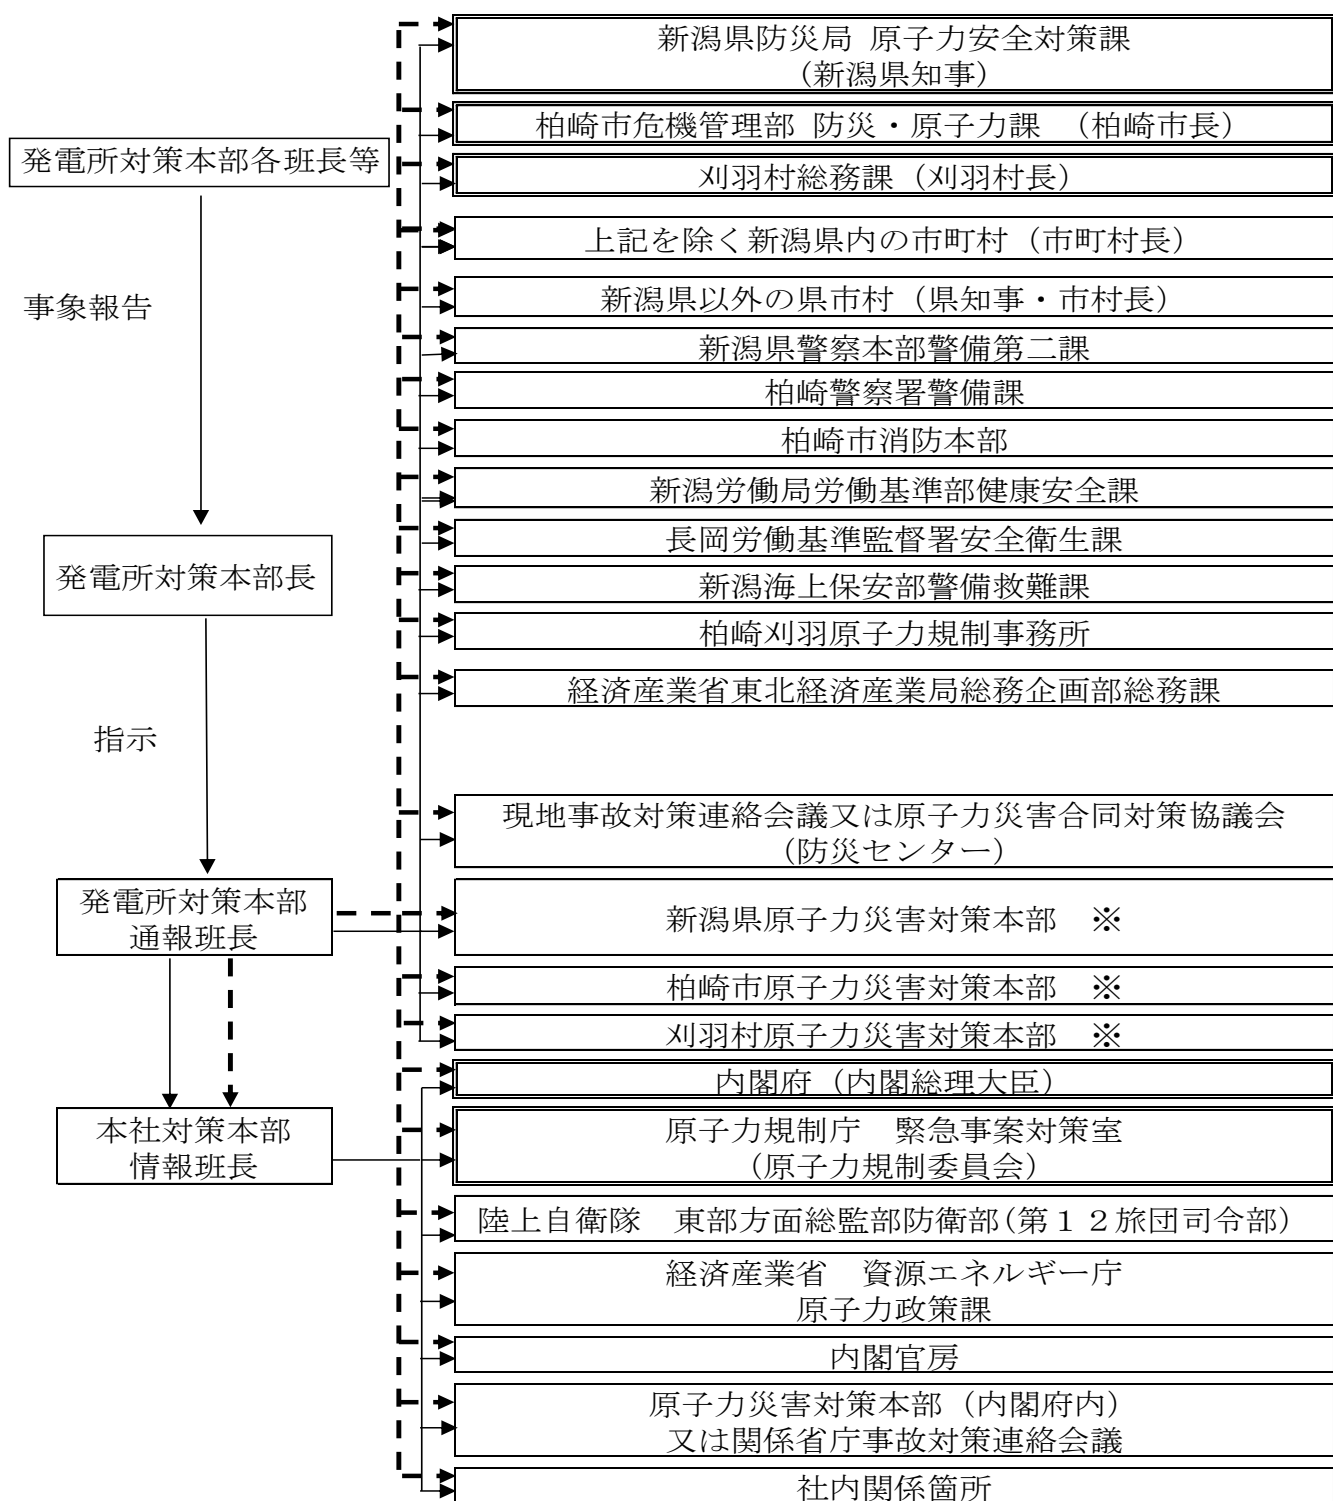 新潟県防災局 原子力安全対策課
（新潟県知事）
柏崎市危機管理部 防災・原子力課 （柏崎市長）
発電所対策本部各班長等
刈羽村総務課（刈羽村長）
上記を除く新潟県内の市町村（市町村長）
事象報告
新潟県以外の県市村（県知事・市村長）
新潟県警察本部警備第二課
柏崎警察署警備課
柏崎市消防本部
新潟労働局労働基準部健康安全課
長岡労働基準監督署安全衛生課
発電所対策本部長
新潟海上保安部警備救難課
柏崎刈羽原子力規制事務所
経済産業省東北経済産業局総務企画部総務課
指示
現地事故対策連絡会議又は原子力災害合同対策協議会
（防災センター）
発電所対策本部
通報班長
新潟県原子力災害対策本部　※
柏崎市原子力災害対策本部　※
刈羽村原子力災害対策本部　※
内閣府（内閣総理大臣）
本社対策本部
情報班長
原子力規制庁　緊急事案対策室
（原子力規制委員会）
陸上自衛隊　東部方面総監部防衛部(第１２旅団司令部）
経済産業省　資源エネルギー庁
原子力政策課
内閣官房
原子力災害対策本部（内閣府内）
又は関係省庁事故対策連絡会議
社内関係箇所